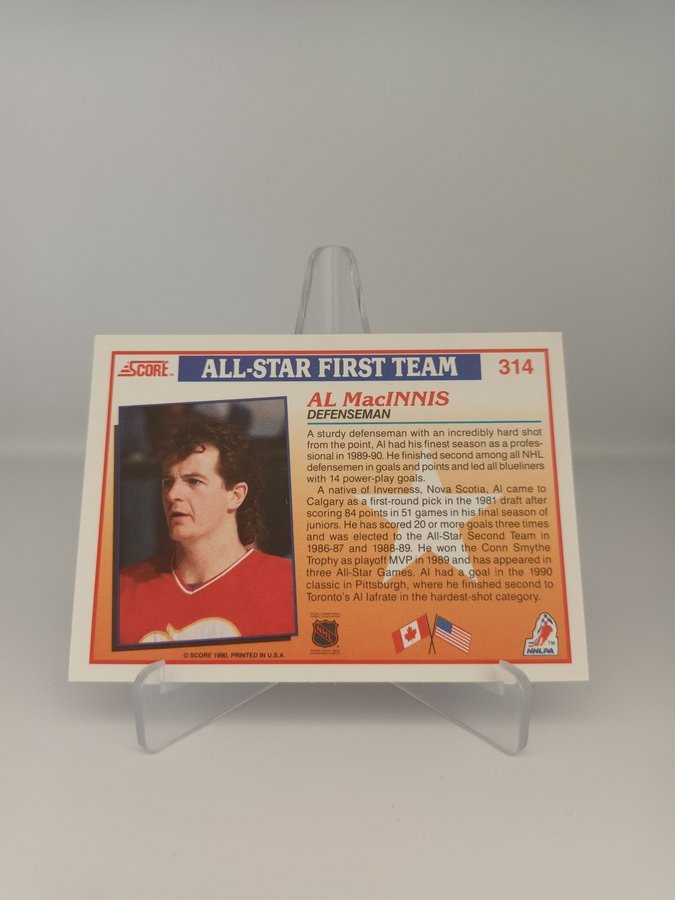 SCORE™
ALL-STAR FIRST TEAM
314
AL MacINNIS
DEFENSEMAN
A sturdy defenseman with an incredibly hard shot
from the point, Al had his finest season as a profes-
sional in 1989-90. He finished second among all NHL
defensemen in goals and points and led all blueliners
with 14 power-play goals.
A native of Inverness, Nova Scotia, Al came to
Calgary as a first-round pick in the 1981 draft after
scoring 84 points in 51 games in his final season of
juniors. He has scored 20 or more goals three times
and was elected to the All-Star Second Team in
1986-87 and 1988-89. He won the Conn Smythe
Trophy as playoff MVP in 1989 and has appeared in
three All-Star Games. Al had a goal in the 1990
classic in Pittsburgh, where he finished second to
Toronto's Al Iafrate in the hardest-shot category.
NHL
TM
NHLPA
© SCORE 1990, PRINTED IN U.S.A.